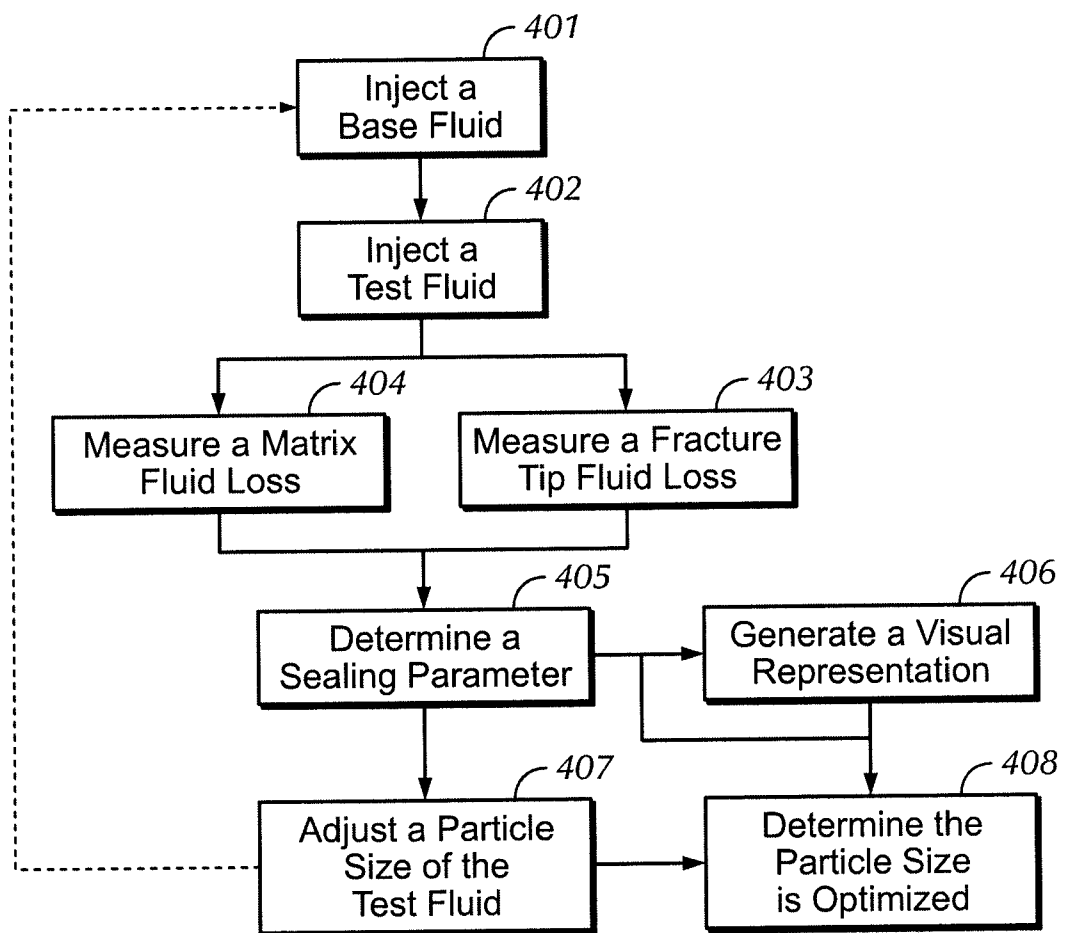 401
Inject a
Base Fluid
402
Inject a
Test Fluid
404
Measure a Matrix
Fluid Loss
403
Measure a Fracture
Tip Fluid Loss
405
Determine a
Sealing Parameter
406
Generate a Visual
Representation
407
Adjust a Particle
Size of the
Test Fluid
408
Determine the
Particle Size
is Optimized